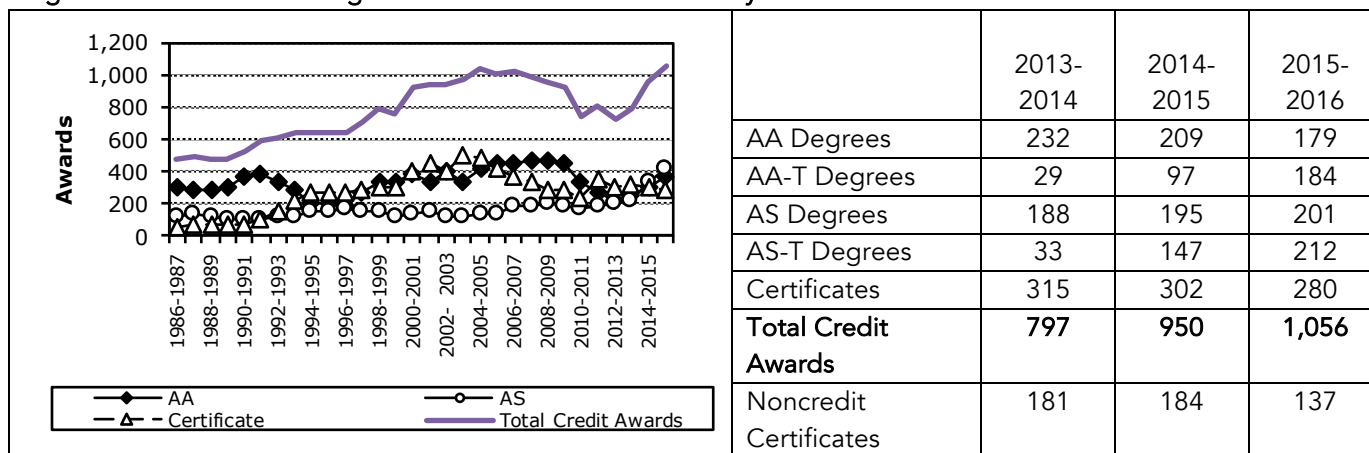 1,200
1,000
800
600
400
200
0
Awards
1986-1987
1988-1989
1990-1991
1992-1993
1994-1995
1996-1997
1998-1999
2000-2001
2002- 2003
2004-2005
2006-2007
2008-2009
2010-2011
2012-2013
2014-2015
AA
AS
Certificate
Total Credit Awards
2013-
2014
2014-
2015
2015-
2016
AA Degrees 232 209 179
AA-T Degrees 29 97 184
AS Degrees 188 195 201
AS-T Degrees 33 147 212
Certificates 315 302 280
Total Credit 797 950 1,056
Awards
Noncredit 181 184 137
Certificates